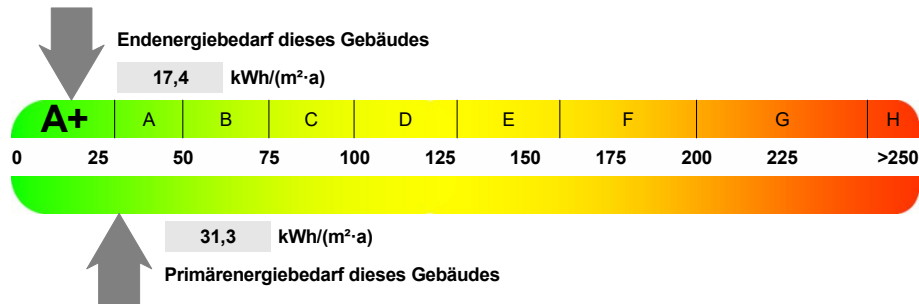 Endenergiebedarf dieses Gebäudes
17,4 kWh/(m²·a)
A+ A B C D E F G H
0 25 50 75 100 125 150 175 200 225 >250
31,3 kWh/(m²·a)
Primärenergiebedarf dieses Gebäudes